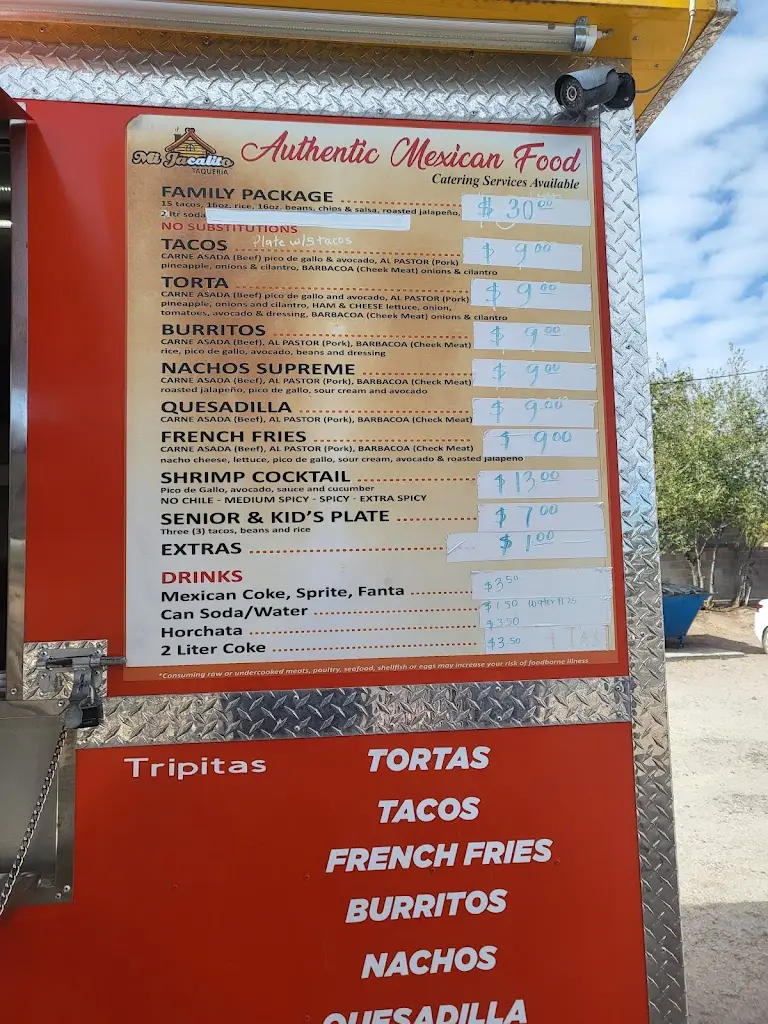 Mi Jacalito
TAQUERIA
Authentic Mexican Food
Catering Services Available
FAMILY PACKAGE $ 30.00
15 tacos, 16oz. rice, 16oz. beans, chips & salsa, roasted jalapeño,
2 ltr soda
NO SUBSTITUTIONS
Plate w/5 tacos
TACOS $ 9.00
CARNE ASADA (Beef) pico de gallo & avocado, AL PASTOR (Pork)
pineapple, onions & cilantro, BARBACOA (Cheek Meat) onions & cilantro
TORTA $ 9.00
CARNE ASADA (Beef) pico de gallo and avocado, AL PASTOR (Pork)
pineapple, onions and cilantro, HAM & CHEESE lettuce, onion,
tomatoes, avocado & dressing, BARBACOA (Cheek Meat) onions & cilantro
BURRITOS $ 9.00
CARNE ASADA (Beef), AL PASTOR (Pork), BARBACOA (Cheek Meat)
rice, pico de gallo, avocado, beans and dressing
NACHOS SUPREME $ 9.00
CARNE ASADA (Beef), AL PASTOR (Pork), BARBACOA (Check Meat)
roasted jalapeño, pico de gallo, sour cream and avocado
QUESADILLA $ 9.00
CARNE ASADA (Beef), AL PASTOR (Pork), BARBACOA (Cheek Meat)
FRENCH FRIES $ 9.00
CARNE ASADA (Beef), AL PASTOR (Pork), BARBACOA (Check Meat)
nacho cheese, lettuce, pico de gallo, sour cream, avocado & roasted jalapeño
SHRIMP COCKTAIL $ 13.00
Pico de Gallo, avocado, sauce and cucumber
NO CHILE - MEDIUM SPICY - SPICY - EXTRA SPICY
SENIOR & KID'S PLATE $ 7.00
Three (3) tacos, beans and rice
EXTRAS $ 1.00
DRINKS
Mexican Coke, Sprite, Fanta $3.50
Can Soda/Water $1.50 water 1.25
Horchata $3.50
2 Liter Coke $3.50
*Consuming raw or undercooked meats, poultry, seafood, shellfish or eggs may increase your risk of foodborne illness
Tripitas
TORTAS
TACOS
FRENCH FRIES
BURRITOS
NACHOS
QUESADILLA